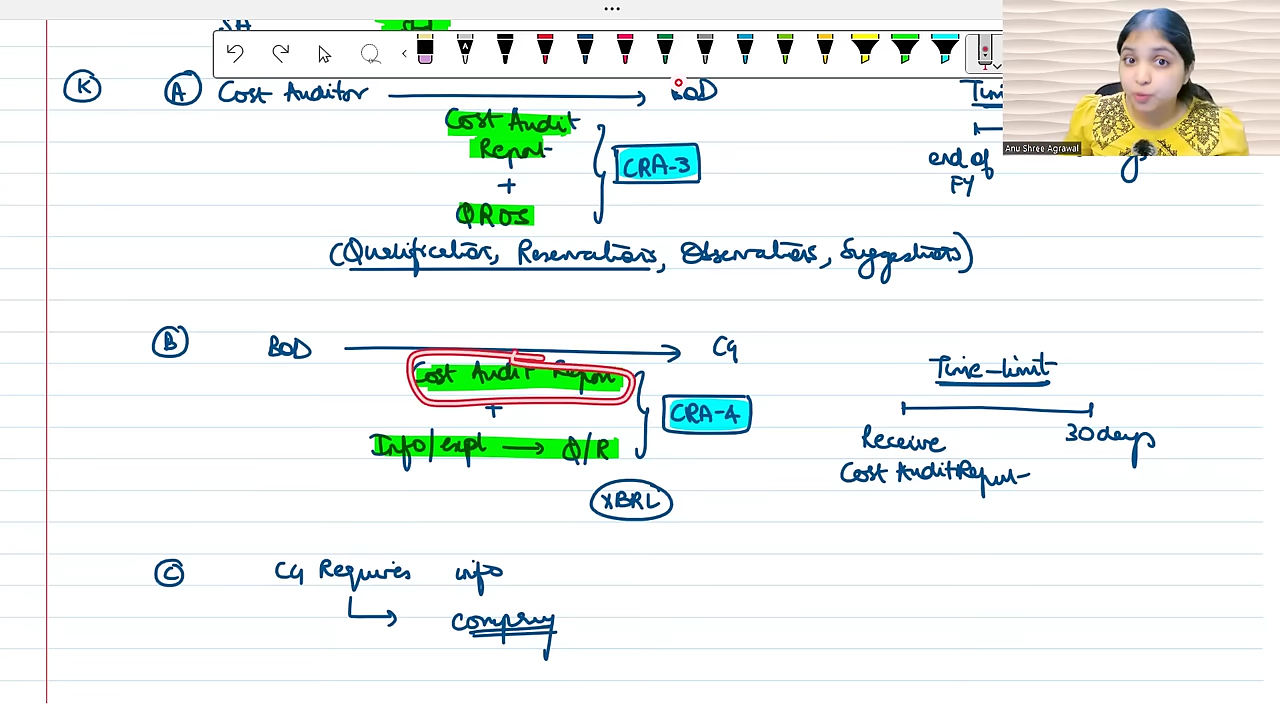 SA
K A Cost Auditor BOD
Cost Audit
Report
+
QROS
CRA-3
end of
FY
(Qualification, Reservations, Observations, Suggestions)
B BOD CG
Cost Audit Report
+
Info/expl → Q/R
CRA-4
XBRL
Time-limit
Receive
Cost Audit Report
30 days
C CG Requires info
company
Anu Shree Agrawal